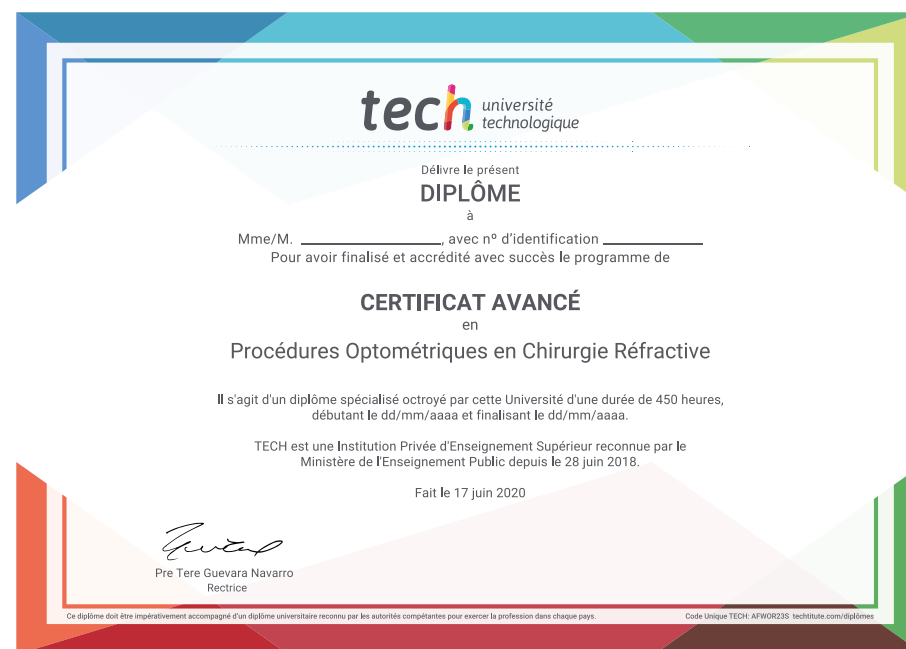 tech université
technologique
Délivre le présent
DIPLÔME
à
Mme/M. ____________________, avec nº d'identification ______________
Pour avoir finalisé et accrédité avec succès le programme de
CERTIFICAT AVANCÉ
en
Procédures Optométriques en Chirurgie Réfractive
Il s'agit d'un diplôme spécialisé octroyé par cette Université d'une durée de 450 heures,
débutant le dd/mm/aaaa et finalisant le dd/mm/aaaa.
TECH est une Institution Privée d'Enseignement Supérieur reconnue par le
Ministère de l'Enseignement Public depuis le 28 juin 2018.
Fait le 17 juin 2020
Pre Tere Guevara Navarro
Rectrice
Ce diplôme doit être impérativement accompagné d'un diplôme universitaire reconnu par les autorités compétantes pour exercer la profession dans chaque pays.
Code Unique TECH: AFWOR23S techtitute.com/diplômes